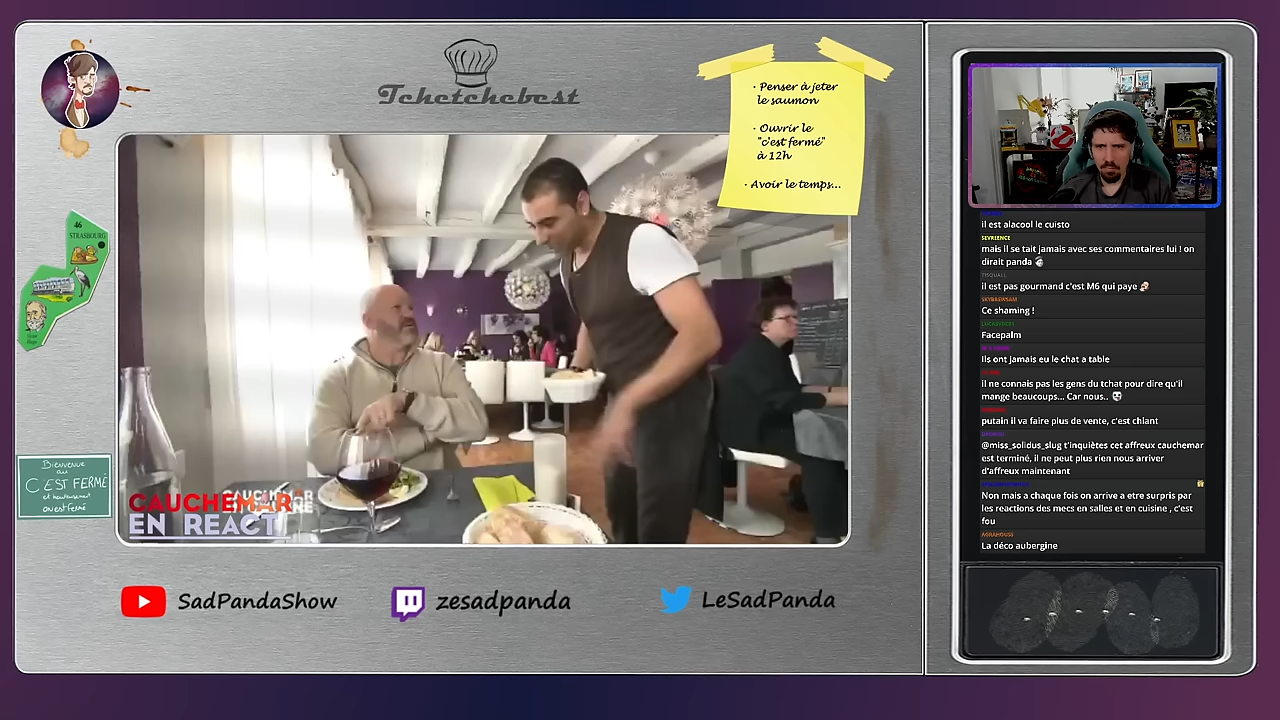 Tchetchebest
· Penser à jeter
le saumon
· Ouvrir le
"c'est fermé"
à 12h
· Avoir le temps...
46
STRASBOURG
Bienvenue
au
C'EST FERMÉ
on est fermé
CAUCHEMAR
EN REACT
SadPandaShow
zesadpanda
LeSadPanda
il est alacool le cuisto
SEVRIENCE
mais il se tait jamais avec ses commentaires lui ! on
dirait panda
il est pas gourmand c'est M6 qui paye
Ce shaming !
Facepalm
Ils ont jamais eu le chat a table
il ne connais pas les gens du tchat pour dire qu'il
mange beaucoups... Car nous..
putain il va faire plus de vente, c'est chiant
@miss_solidus_slug t'inquiètes cet affreux cauchemar
est terminé, il ne peut plus rien nous arriver
d'affreux maintenant
Non mais a chaque fois on arrive a etre surpris par
les reactions des mecs en salles et en cuisine , c'est
fou
La déco aubergine